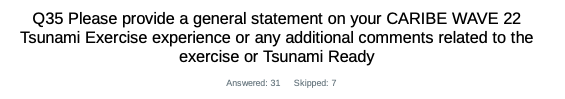 Q35 Please provide a general statement on your CARIBE WAVE 22
Tsunami Exercise experience or any additional comments related to the
exercise or Tsunami Ready
Answered: 31 Skipped: 7